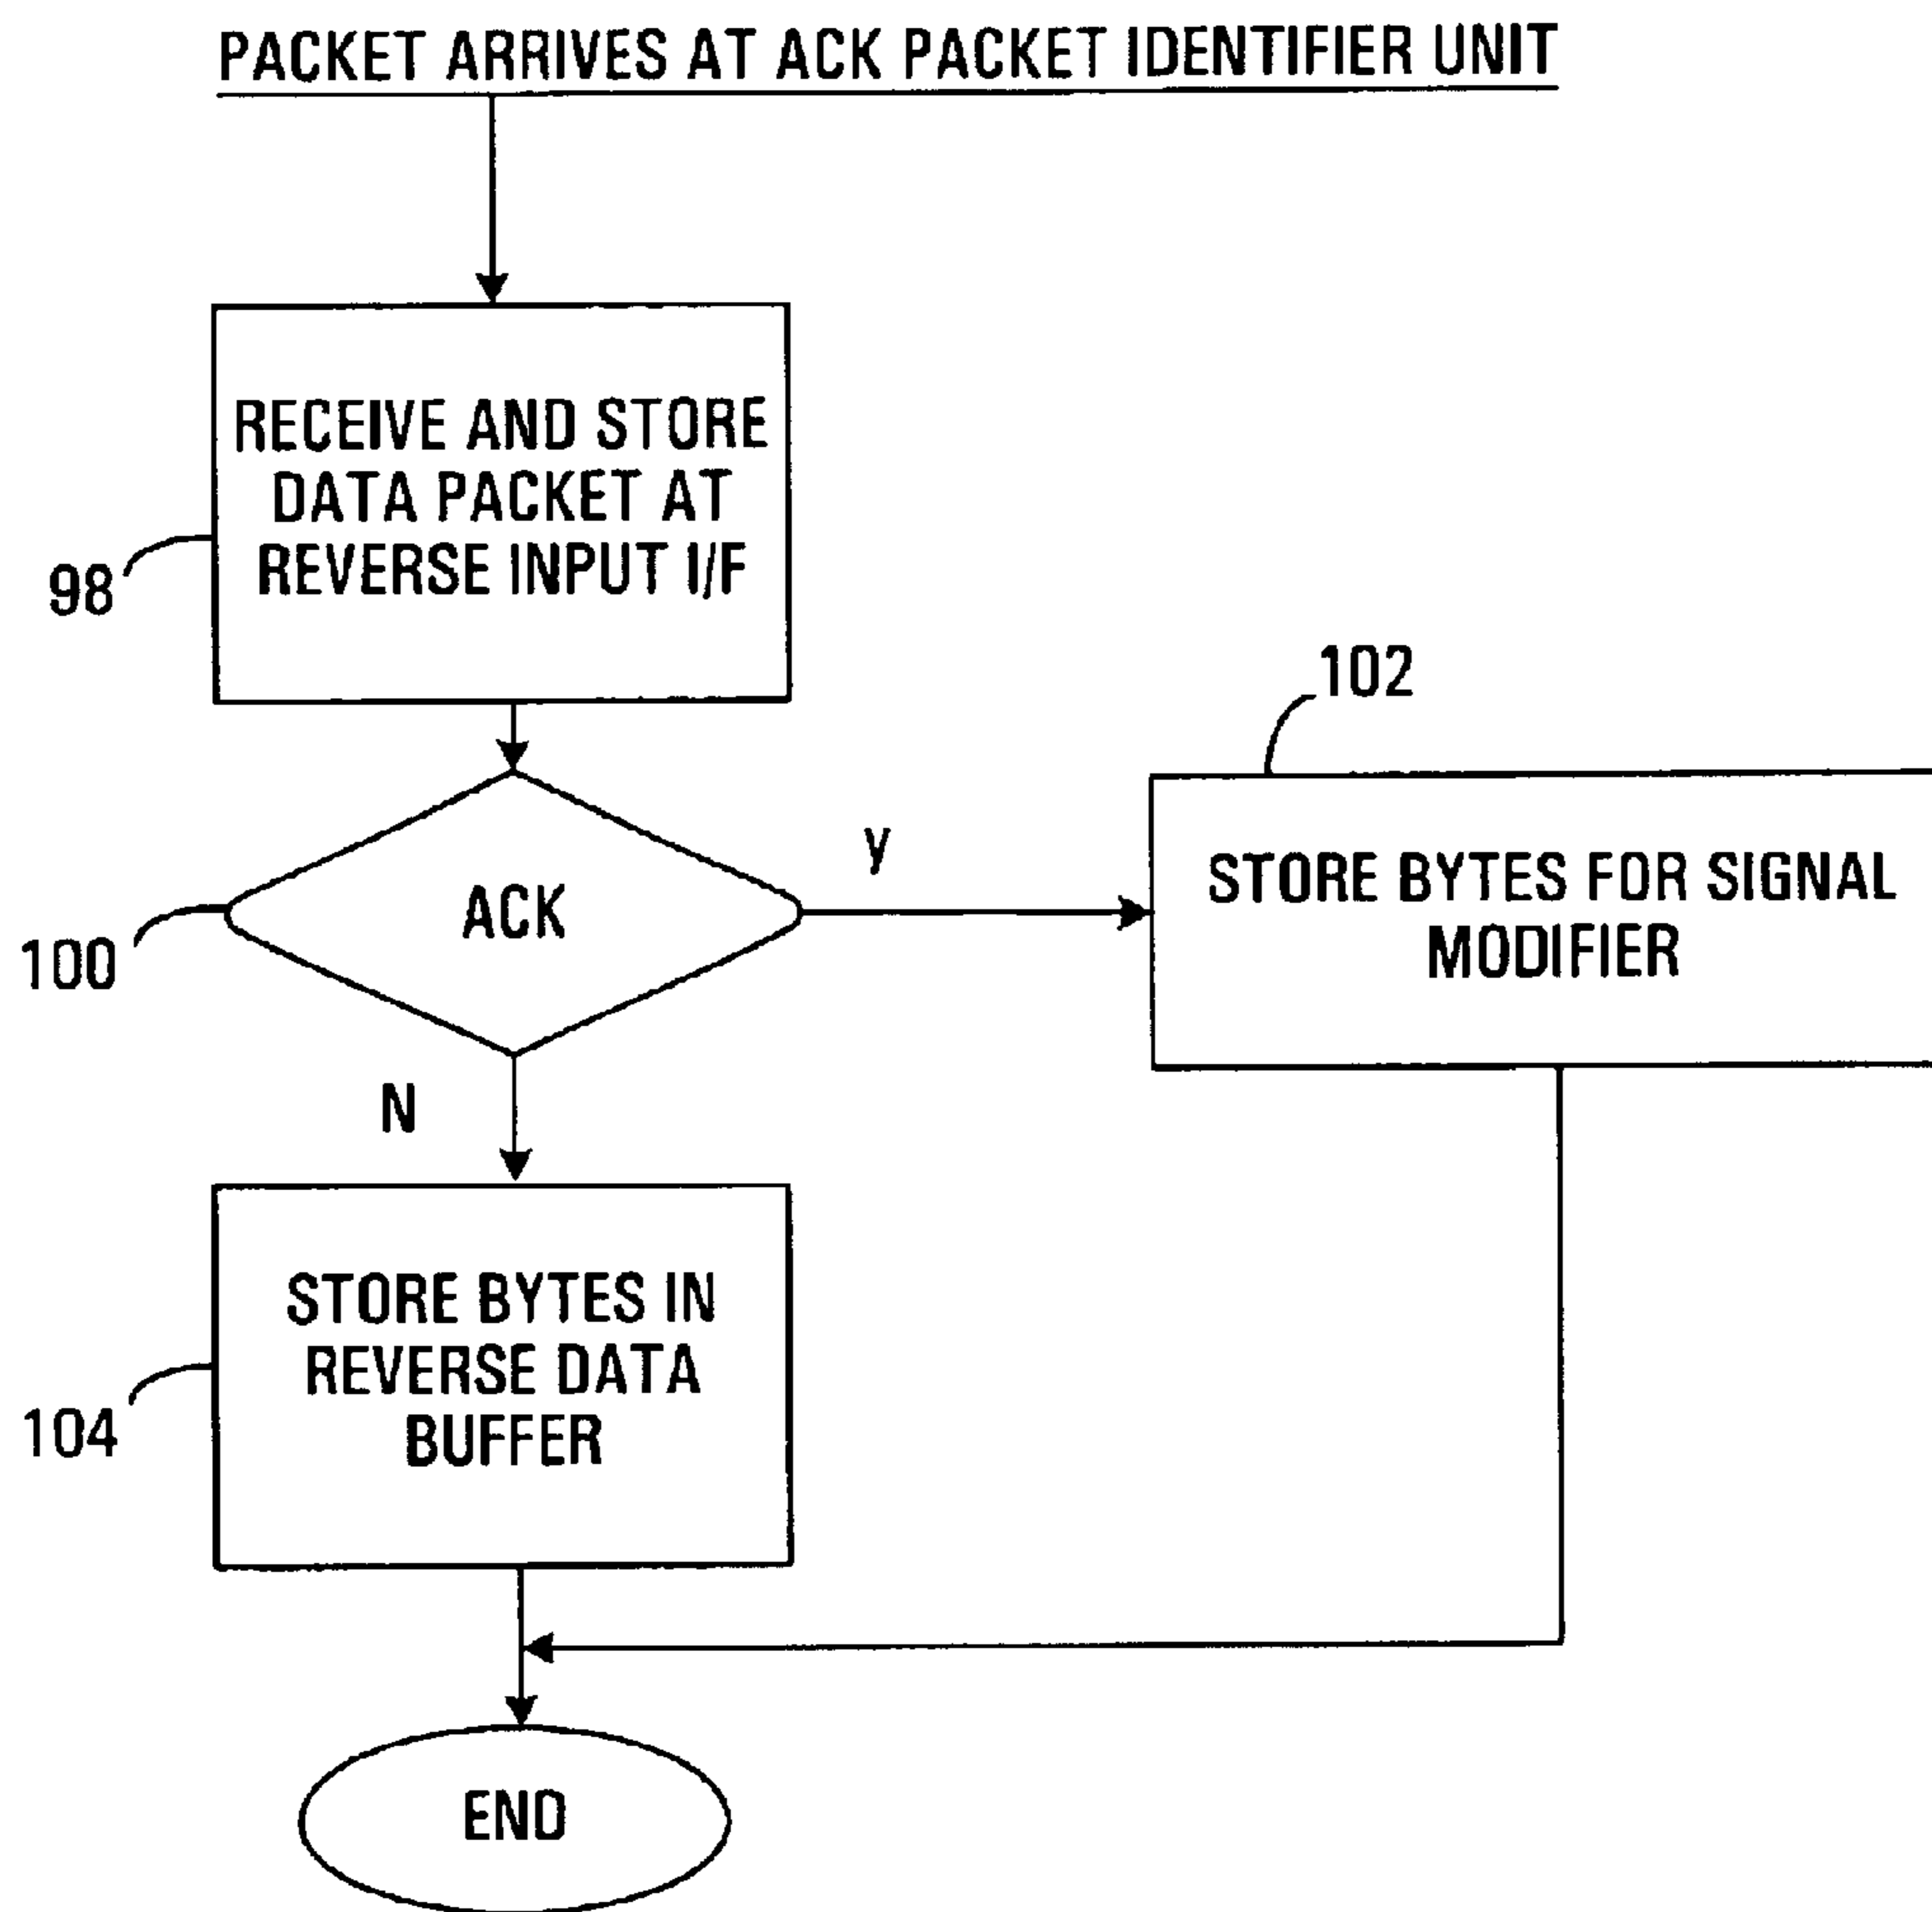 PACKET ARRIVES AT ACK PACKET IDENTIFIER UNIT
RECEIVE AND STORE
DATA PACKET AT
REVERSE INPUT I/F
98
102
ACK
y
100
STORE BYTES FOR SIGNAL
MODIFIER
N
STORE BYTES IN
REVERSE DATA
BUFFER
104
END